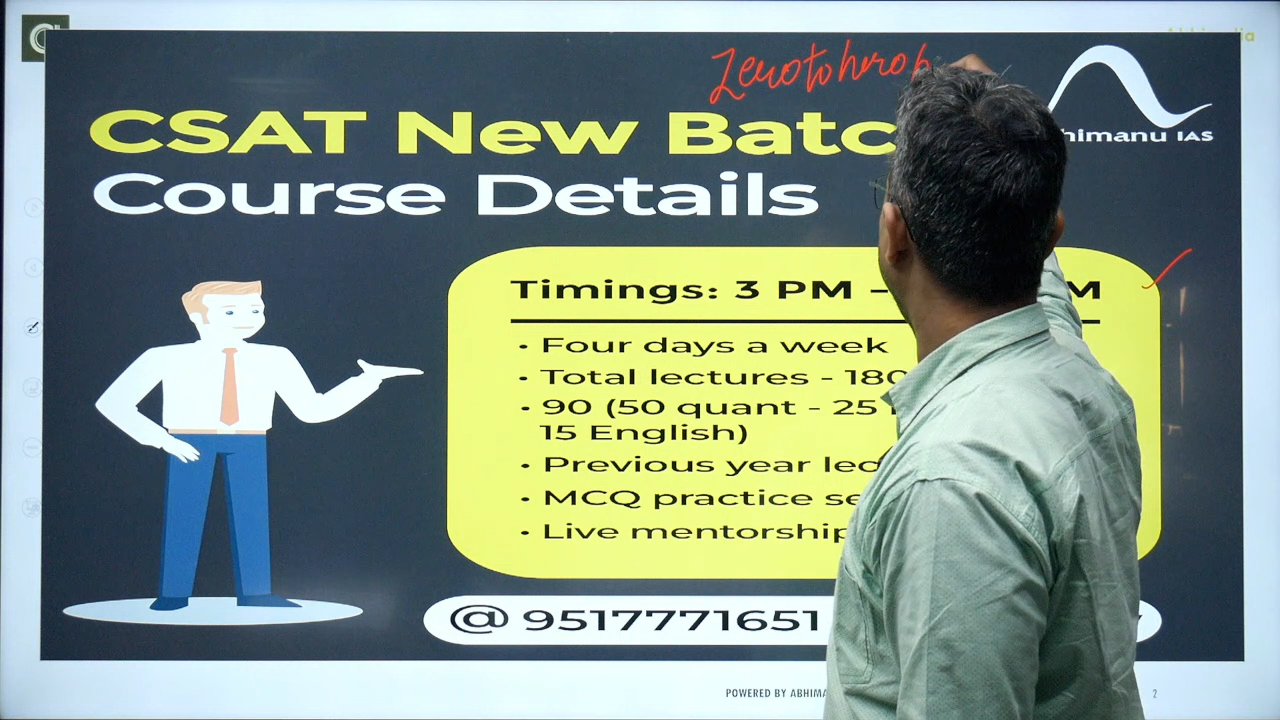 Zerotohero
CSAT New Batc
Course Details
himanu IAS
Timings: 3 PM – M
• Four days a week
• Total lectures - 180
• 90 (50 quant - 25
15 English)
• Previous year lec
• MCQ practice se
• Live mentorship
@ 9517771651
POWERED BY ABHIMA
2